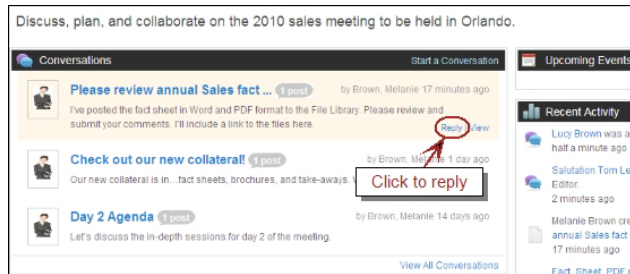 Discuss, plan, and collaborate on the 2010 sales meeting to be held in Orlando.
Conversations
Start a Conversation
Please review annual Sales fact ... 1 post
by Brown, Melanie 17 minutes ago
I've posted the fact sheet in Word and PDF format to the File Library. Please review and
submit your comments. I'll include a link to the files here.
Reply View
Check out our new collateral! 1 post
by Brown, Melanie 1 day ago
Our new collateral is in...fact sheets, brochures, and take-aways.
Click to reply
Day 2 Agenda 1 post
by Brown, Melanie 14 days ago
Let's discuss the in-depth sessions for day 2 of the meeting.
View All Conversations
Upcoming Events
Recent Activity
Lucy Brown was a
half a minute ago
Salutation Tom Le
Editor.
2 minutes ago
Melanie Brown cre
annual Sales fact
17 minutes ago
Fact Sheet PDF